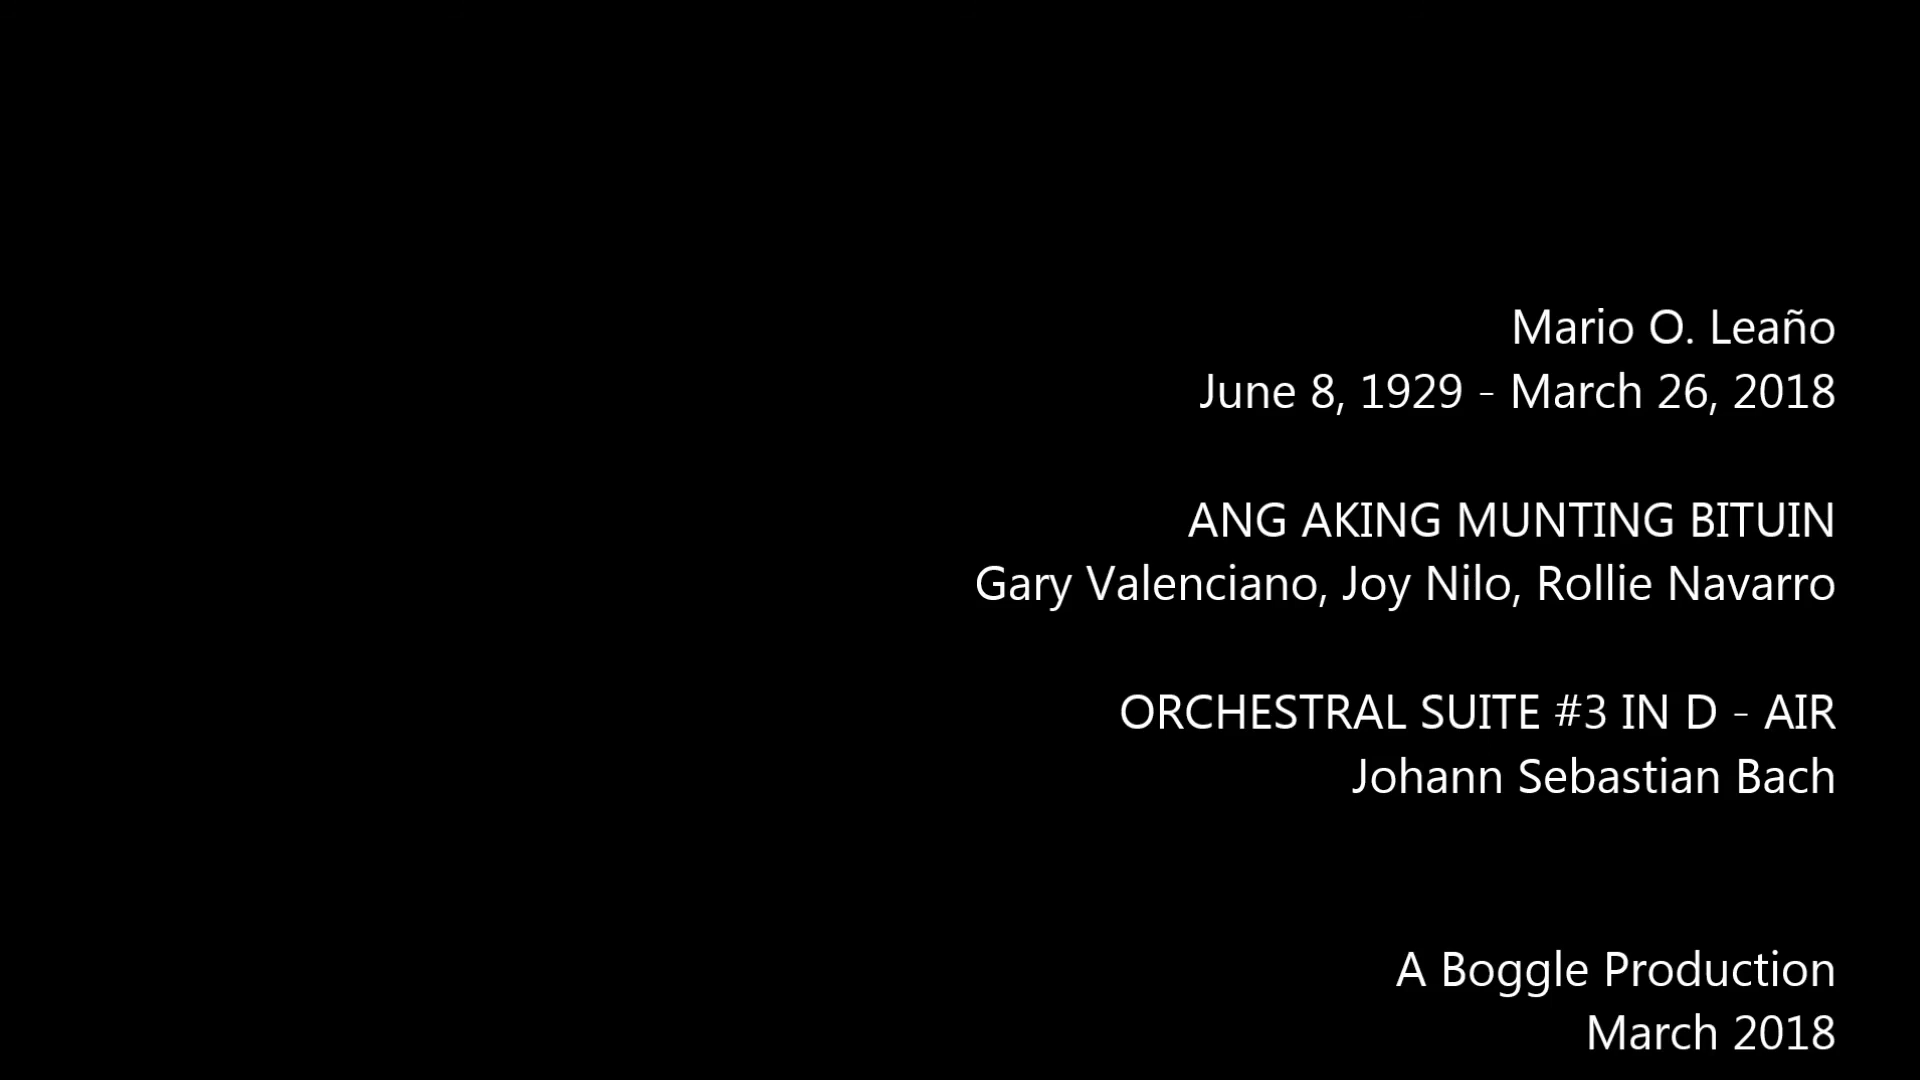 Mario O. Leaño
June 8, 1929 - March 26, 2018
ANG AKING MUNTING BITUIN
Gary Valenciano, Joy Nilo, Rollie Navarro
ORCHESTRAL SUITE #3 IN D - AIR
Johann Sebastian Bach
A Boggle Production
March 2018